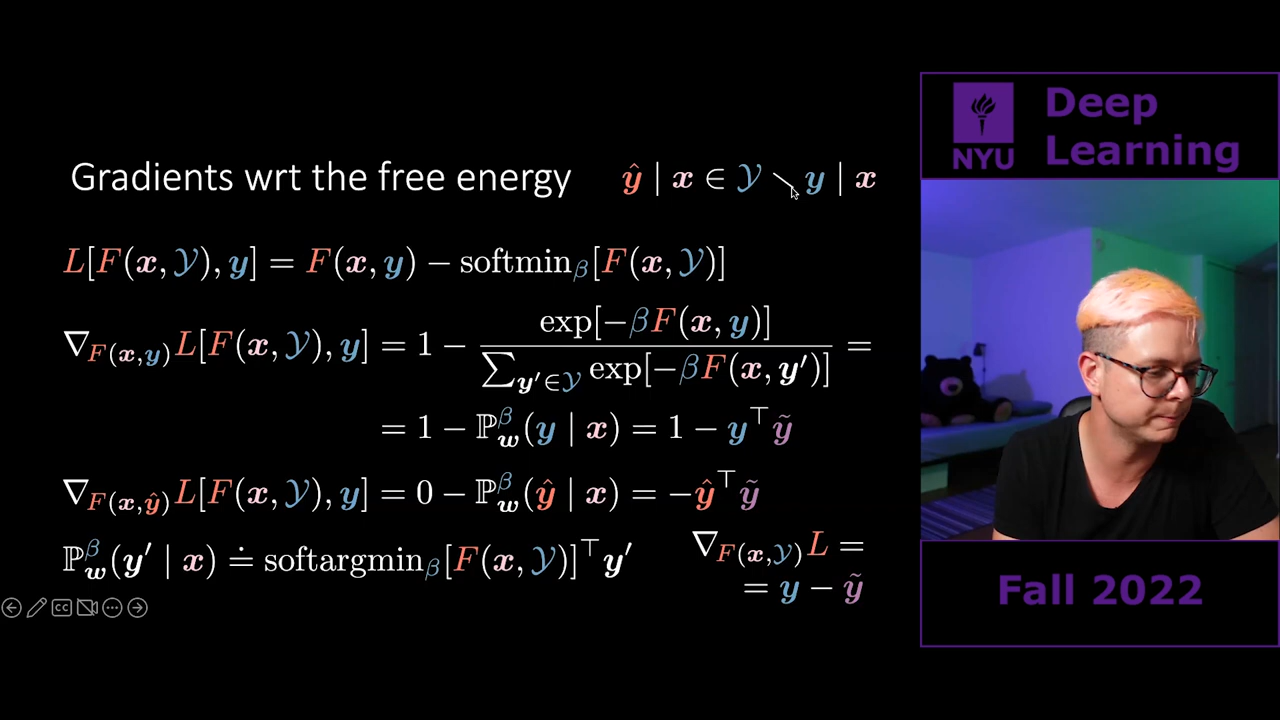 Gradients wrt the free energy
ŷ | x ∈ 𝒴 ∖ y | x
L[F(x, 𝒴), y] = F(x, y) − softmin_β[F(x, 𝒴)]
∇_{F(x,y)} L[F(x, 𝒴), y] = 1 − exp[−βF(x, y)] / ∑_{y′∈𝒴} exp[−βF(x, y′)] =
= 1 − ℙ_w^β(y | x) = 1 − y^⊤ỹ
∇_{F(x,ŷ)} L[F(x, 𝒴), y] = 0 − ℙ_w^β(ŷ | x) = −ŷ^⊤ỹ
ℙ_w^β(y′ | x) ≐ softargmin_β[F(x, 𝒴)]^⊤y′
∇_{F(x,𝒴)} L =
= y − ỹ
CC
NYU
Deep
Learning
Fall 2022